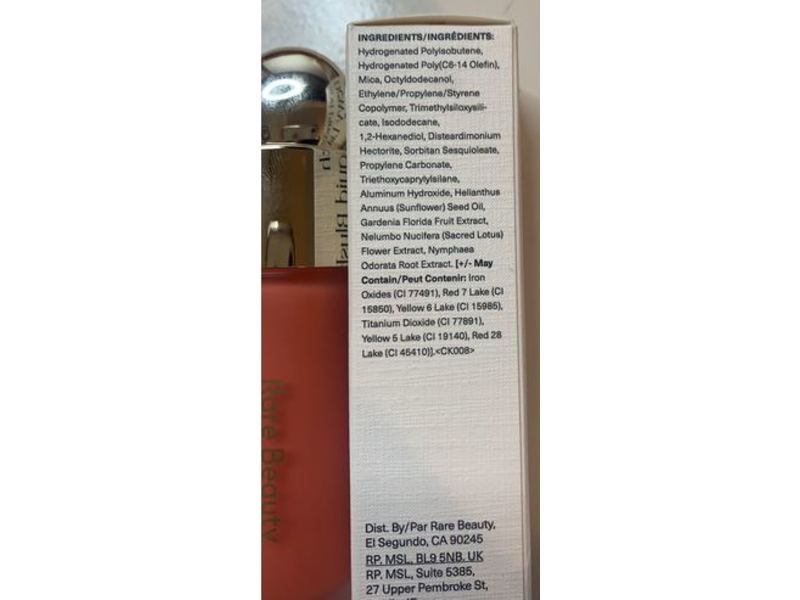 INGREDIENTS/INGRÉDIENTS:
Hydrogenated Polyisobutene,
Hydrogenated Poly(C6-14 Olefin),
Mica, Octyldodecanol,
Ethylene/Propylene/Styrene
Copolymer, Trimethylsiloxysili-
cate, Isododecane,
1,2-Hexanediol, Disteardimonium
Hectorite, Sorbitan Sesquioleate,
Propylene Carbonate,
Triethoxycaprylylsilane,
Aluminum Hydroxide, Helianthus
Annuus (Sunflower) Seed Oil,
Gardenia Florida Fruit Extract,
Nelumbo Nucifera (Sacred Lotus)
Flower Extract, Nymphaea
Odorata Root Extract. [+/- May
Contain/Peut Contenir: Iron
Oxides (CI 77491), Red 7 Lake (CI
15850), Yellow 6 Lake (CI 15985),
Titanium Dioxide (CI 77891),
Yellow 5 Lake (CI 19140), Red 28
Lake (CI 45410)].<CK008>
Dist. By/Par Rare Beauty,
El Segundo, CA 90245
RP, MSL, BL9 5NB, UK
RP, MSL, Suite 5385,
27 Upper Pembroke St,
Rare Beauty